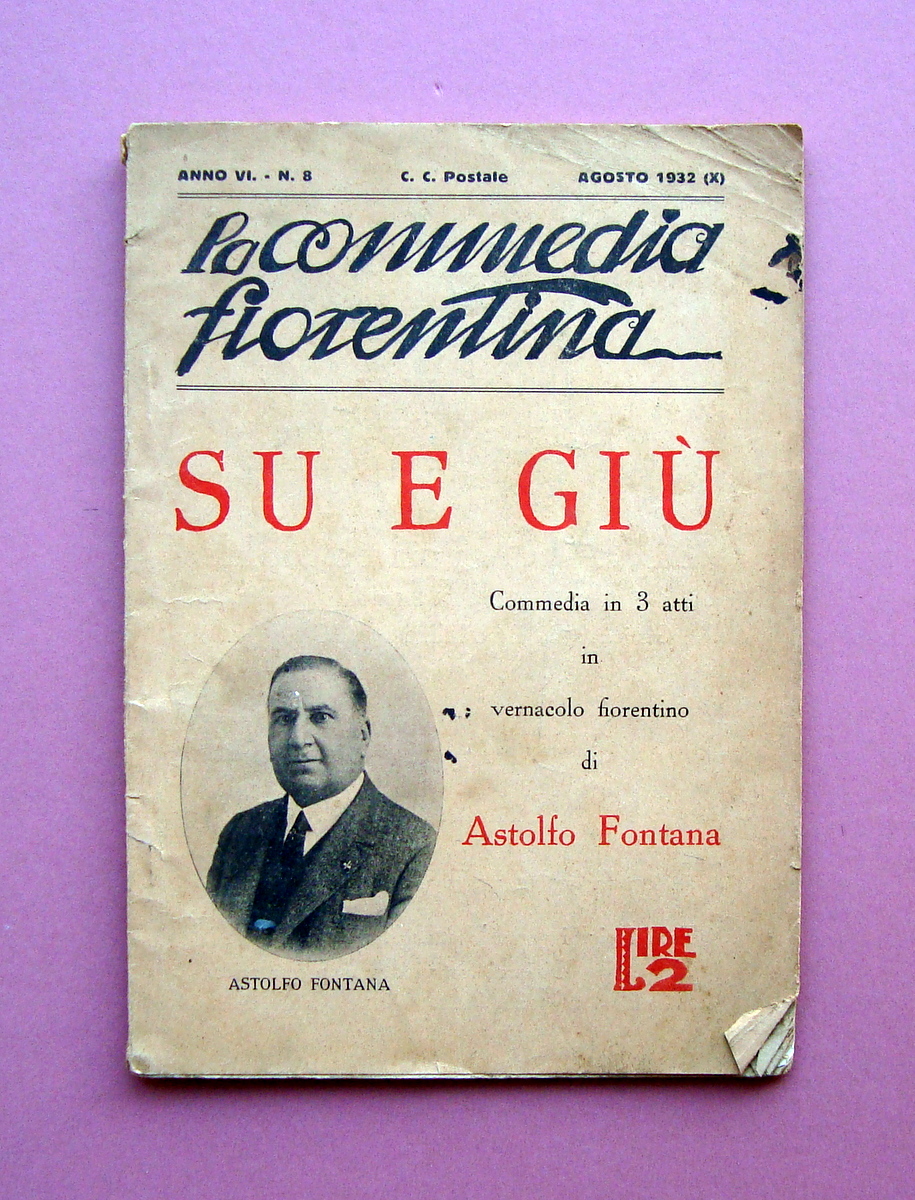 ANNO VI. - N. 8 C. C. Postale AGOSTO 1932 (X)
La commedia
fiorentina
SU E GIÙ
Commedia in 3 atti
in
vernacolo fiorentino
di
Astolfo Fontana
LIRE
2
ASTOLFO FONTANA